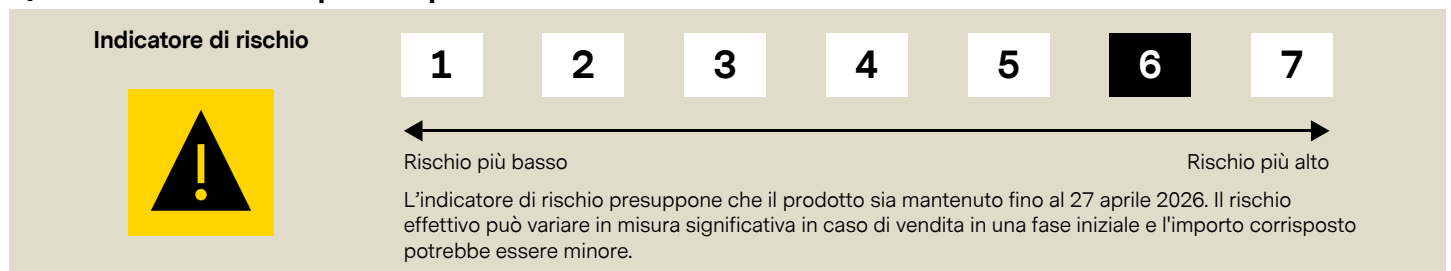 Indicatore di rischio
1 2 3 4 5 6 7
Rischio più basso Rischio più alto
L'indicatore di rischio presuppone che il prodotto sia mantenuto fino al 27 aprile 2026. Il rischio
effettivo può variare in misura significativa in caso di vendita in una fase iniziale e l'importo corrisposto
potrebbe essere minore.